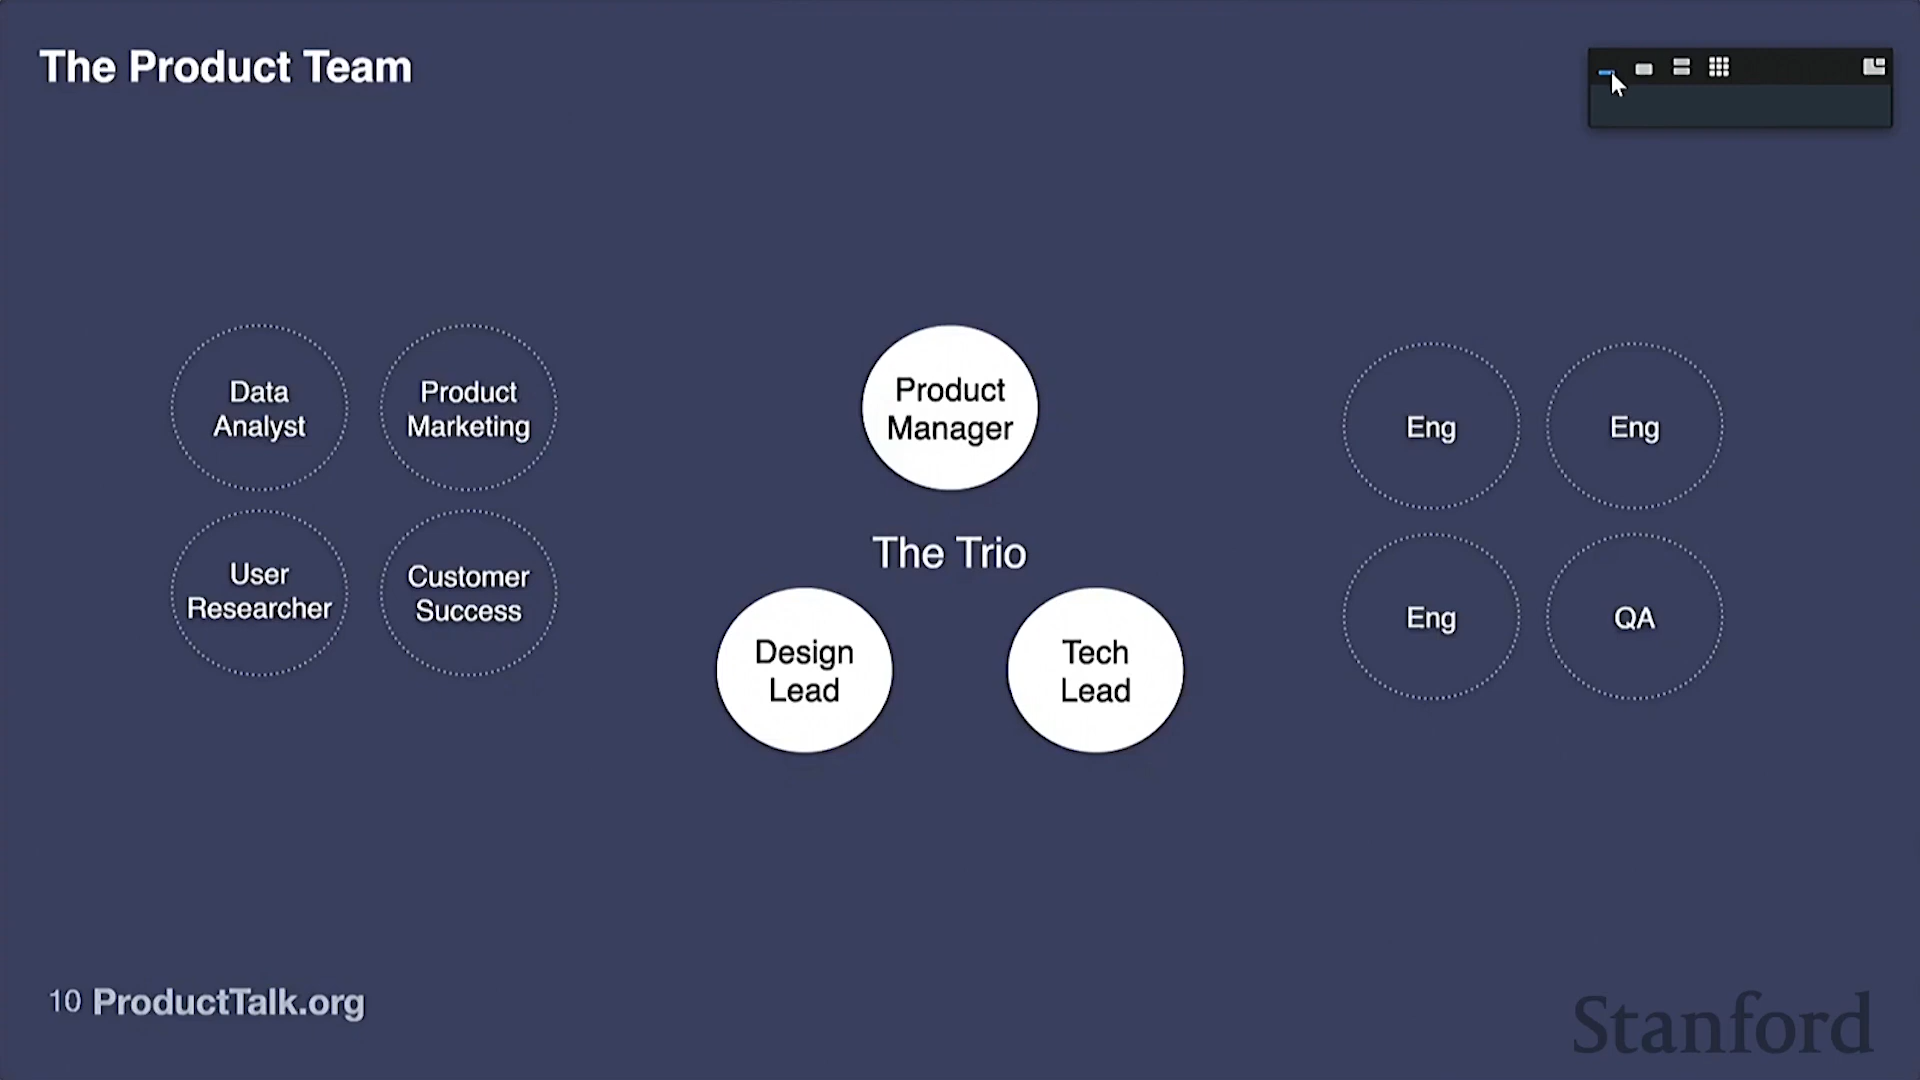 The Product Team
Data
Analyst
Product
Marketing
User
Researcher
Customer
Success
Product
Manager
The Trio
Design
Lead
Tech
Lead
Eng
Eng
Eng
QA
10 ProductTalk.org
Stanford